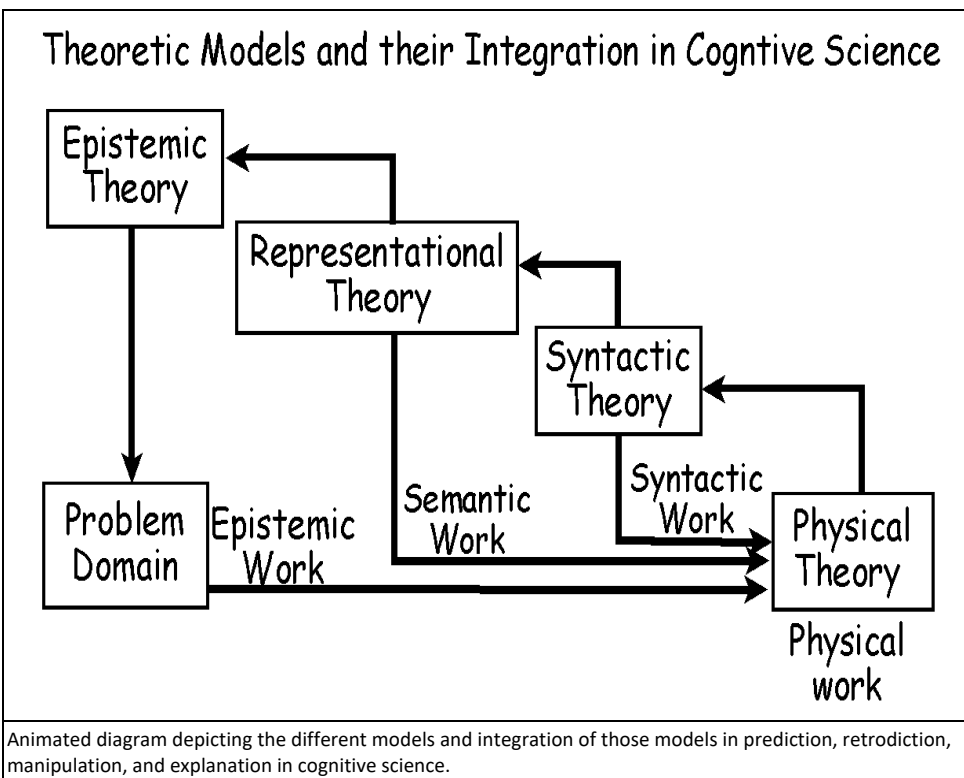 Theoretic Models and their Integration in Cogntive Science
Epistemic
Theory
Representational
Theory
Syntactic
Theory
Problem
Domain
Epistemic
Work
Semantic
Work
Syntactic
Work
Physical
Theory
Physical
work
Animated diagram depicting the different models and integration of those models in prediction, retrodiction,
manipulation, and explanation in cognitive science.